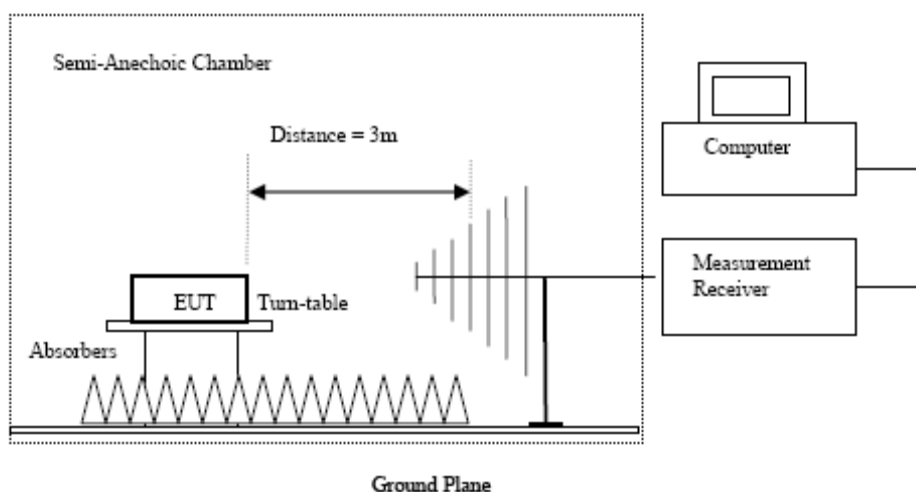 Semi-Anechoic Chamber
Distance = 3m
Computer
Measurement
Receiver
EUT
Turn-table
Absorbers
Ground Plane